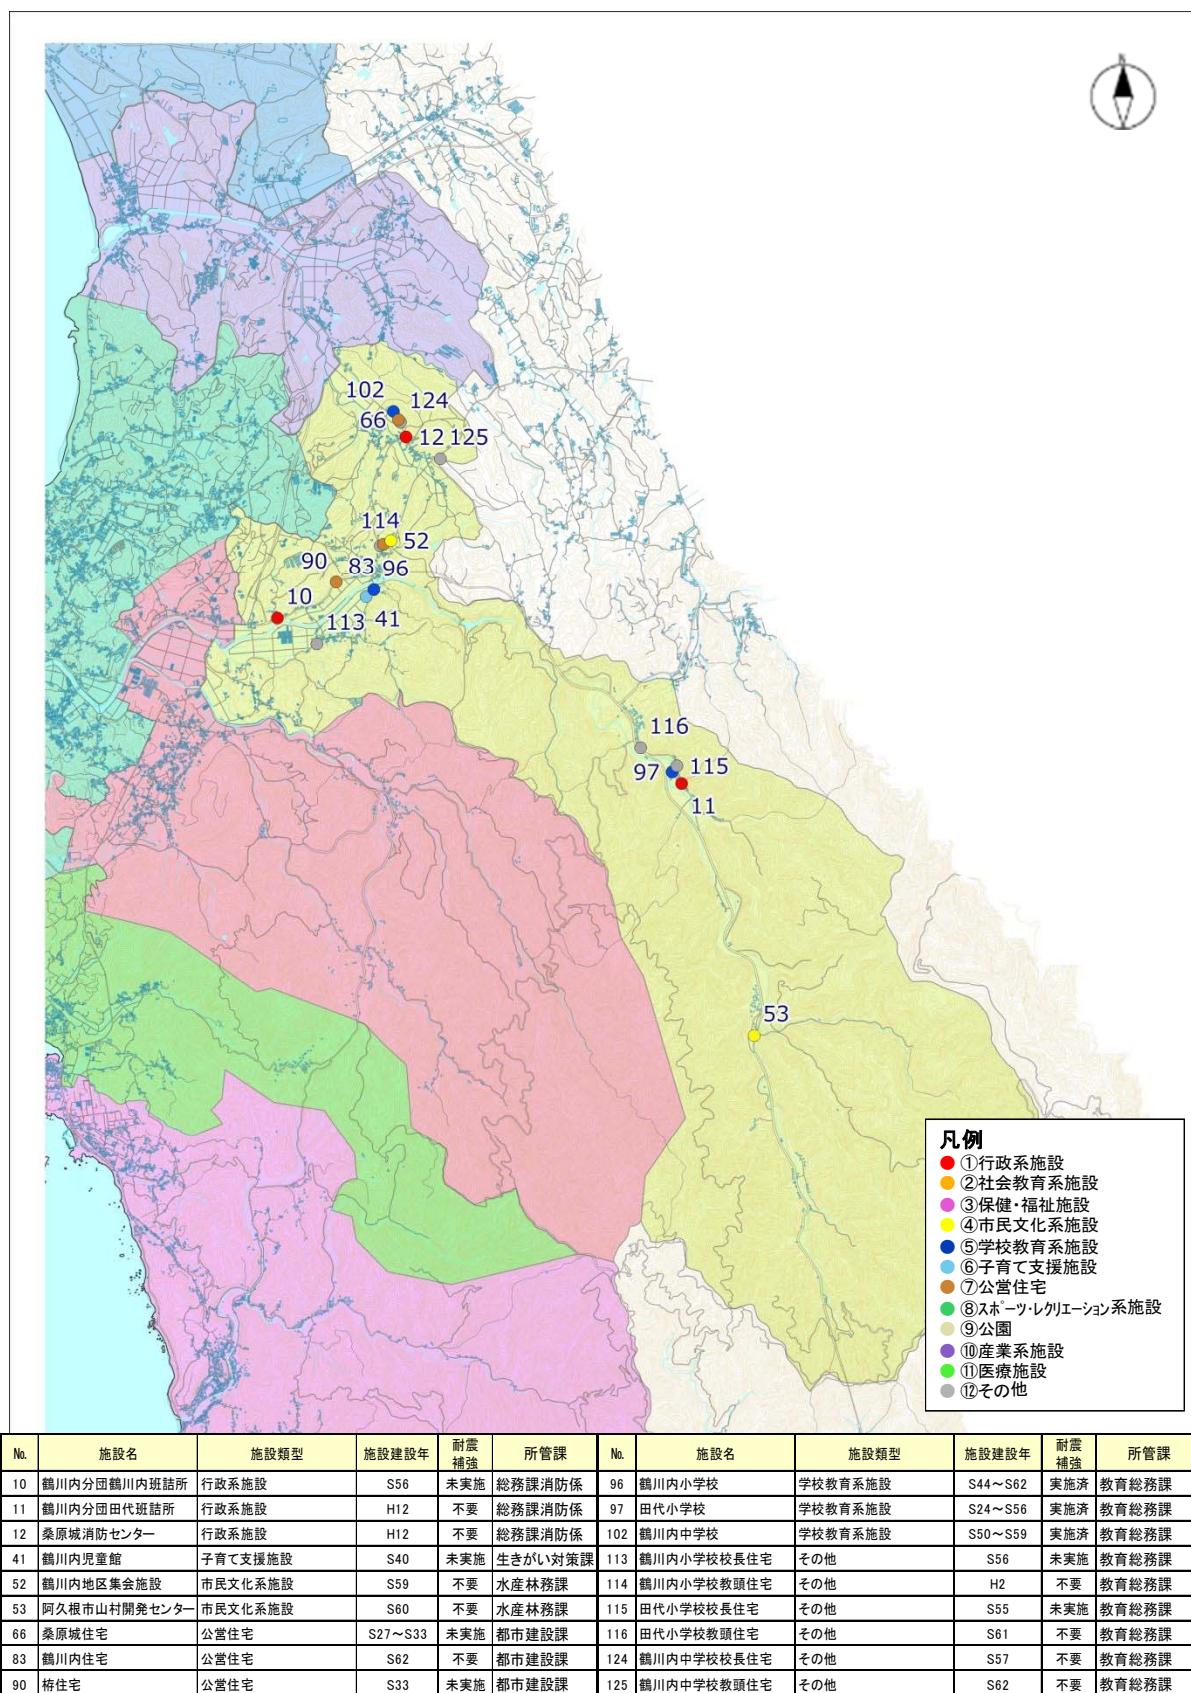 N
102
124
66
12
125
114
52
90
83
96
10
113
41
116
97
115
11
53
凡例
①行政系施設
②社会教育系施設
③保健・福祉施設
④市民文化系施設
⑤学校教育系施設
⑥子育て支援施設
⑦公営住宅
⑧スポーツ・レクリエーション系施設
⑨公園
⑩産業系施設
⑪医療施設
⑫その他
№ 施設名 施設類型 施設建設年 耐震補強 所管課 № 施設名 施設類型 施設建設年 耐震補強 所管課
10 鶴川内分団鶴川内班詰所 行政系施設 S56 未実施 総務課消防係 96 鶴川内小学校 学校教育系施設 S44～S62 実施済 教育総務課
11 鶴川内分団田代班詰所 行政系施設 H12 不要 総務課消防係 97 田代小学校 学校教育系施設 S24～S56 実施済 教育総務課
12 桑原城消防センター 行政系施設 H12 不要 総務課消防係 102 鶴川内中学校 学校教育系施設 S50～S59 実施済 教育総務課
41 鶴川内児童館 子育て支援施設 S40 未実施 生きがい対策課 113 鶴川内小学校校長住宅 その他 S56 未実施 教育総務課
52 鶴川内地区集会施設 市民文化系施設 S59 不要 水産林務課 114 鶴川内小学校教頭住宅 その他 H2 不要 教育総務課
53 阿久根市山村開発センター 市民文化系施設 S60 不要 水産林務課 115 田代小学校校長住宅 その他 S55 未実施 教育総務課
66 桑原城住宅 公営住宅 S27～S33 未実施 都市建設課 116 田代小学校教頭住宅 その他 S61 不要 教育総務課
83 鶴川内住宅 公営住宅 S62 不要 都市建設課 124 鶴川内中学校校長住宅 その他 S57 不要 教育総務課
90 栫住宅 公営住宅 S33 未実施 都市建設課 125 鶴川内中学校教頭住宅 その他 S62 不要 教育総務課